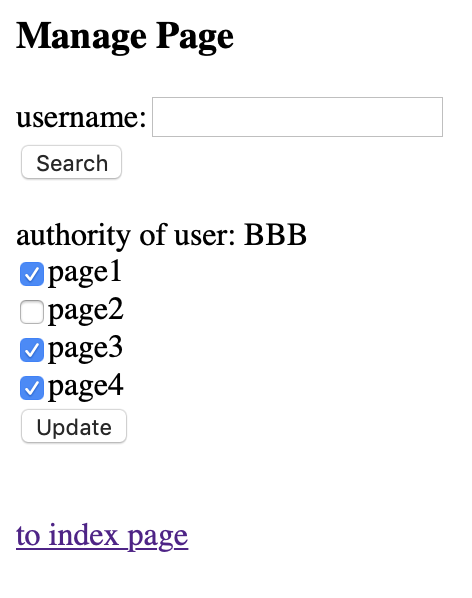 Manage Page
username:
Search
authority of user: BBB
page1
page2
page3
page4
Update
to index page